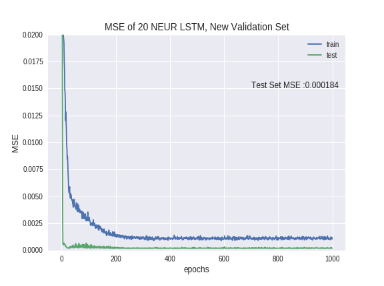 MSE of 20 NEUR LSTM, New Validation Set
0.0200
train
test
0.0175
Test Set MSE :0.000184
0.0150
0.0125
0.0100
MSE
0.0075
0.0050
0.0025
0.0000
0 200 400 600 800 1000
epochs